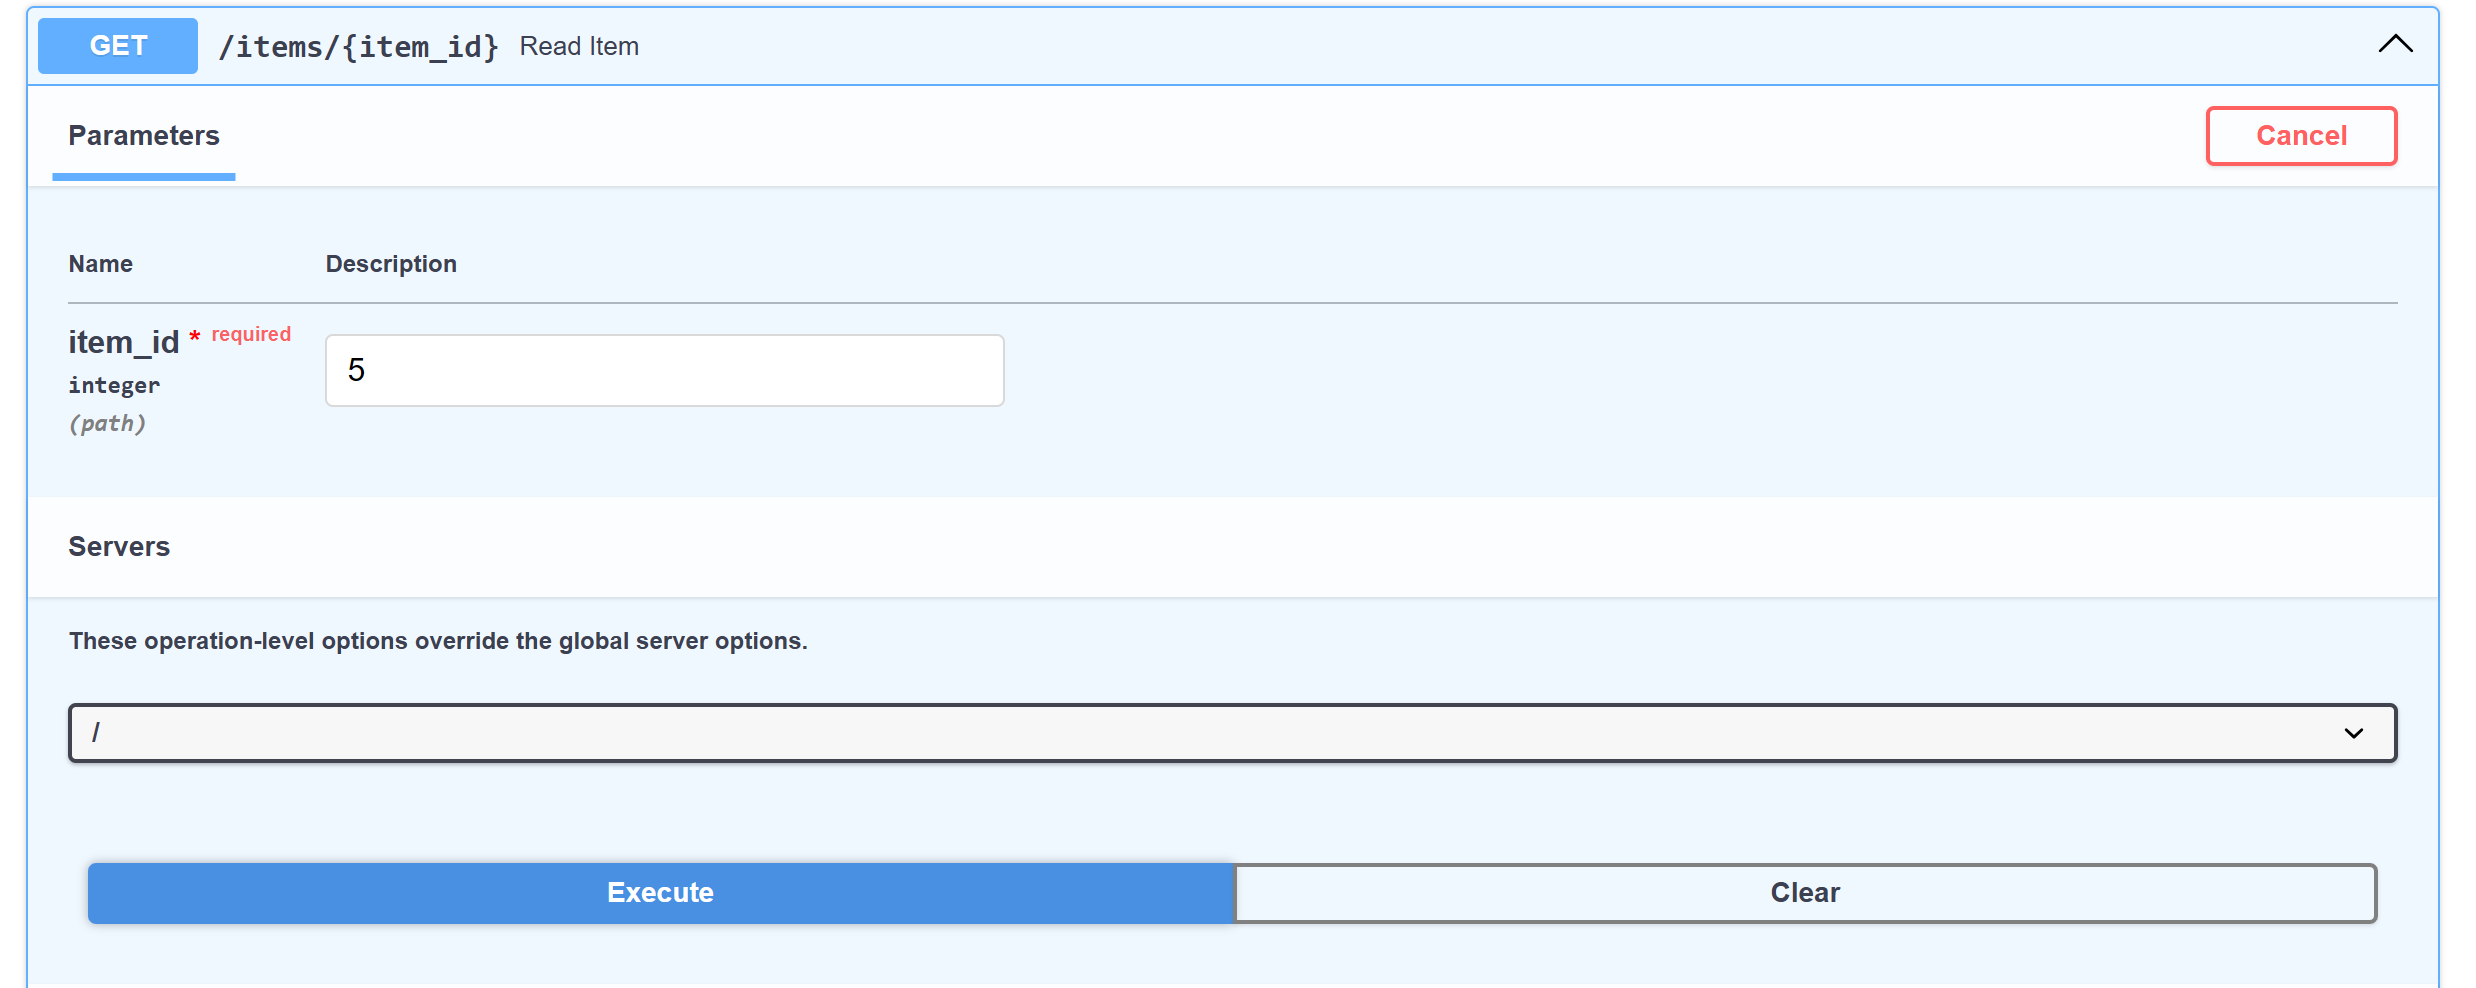 GET /items/{item_id} Read Item
Parameters Cancel
Name Description
item_id * required
5
integer
(path)
Servers
These operation-level options override the global server options.
/
Execute Clear